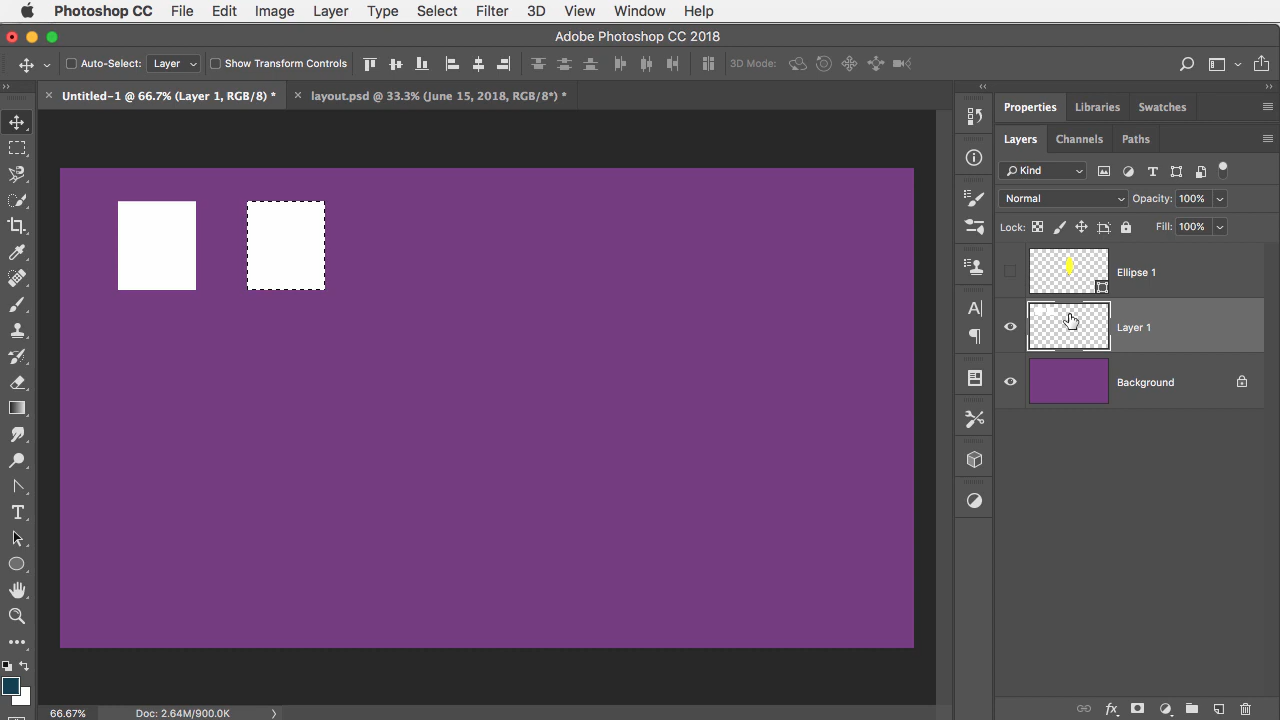 Photoshop CC File Edit Image Layer Type Select Filter 3D View Window Help
Adobe Photoshop CC 2018
Auto-Select: Layer Show Transform Controls 3D Mode:
Untitled-1 @ 66.7% (Layer 1, RGB/8) * layout.psd @ 33.3% (June 15, 2018, RGB/8*) *
Properties Libraries Swatches
Layers Channels Paths
Kind
Normal Opacity: 100%
Lock: Fill: 100%
Ellipse 1
Layer 1
Background
66.67% Doc: 2.64M/900.0K